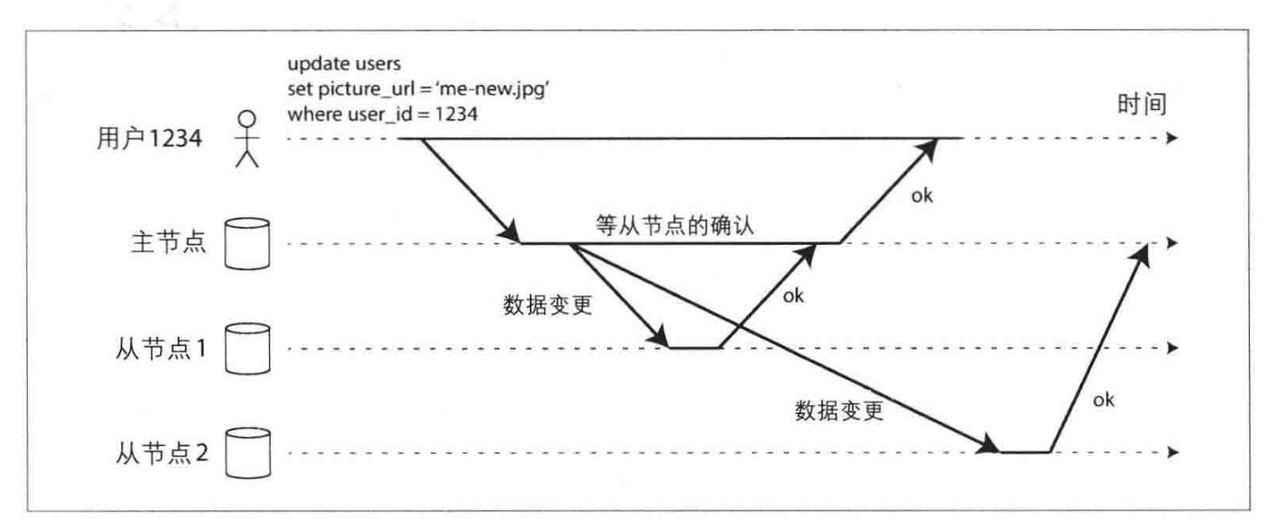 update users
set picture_url = ‘me-new.jpg’
where user_id = 1234
时间
用户1234
ok
主节点
等从节点的确认
数据变更
ok
从节点1
数据变更
ok
从节点2